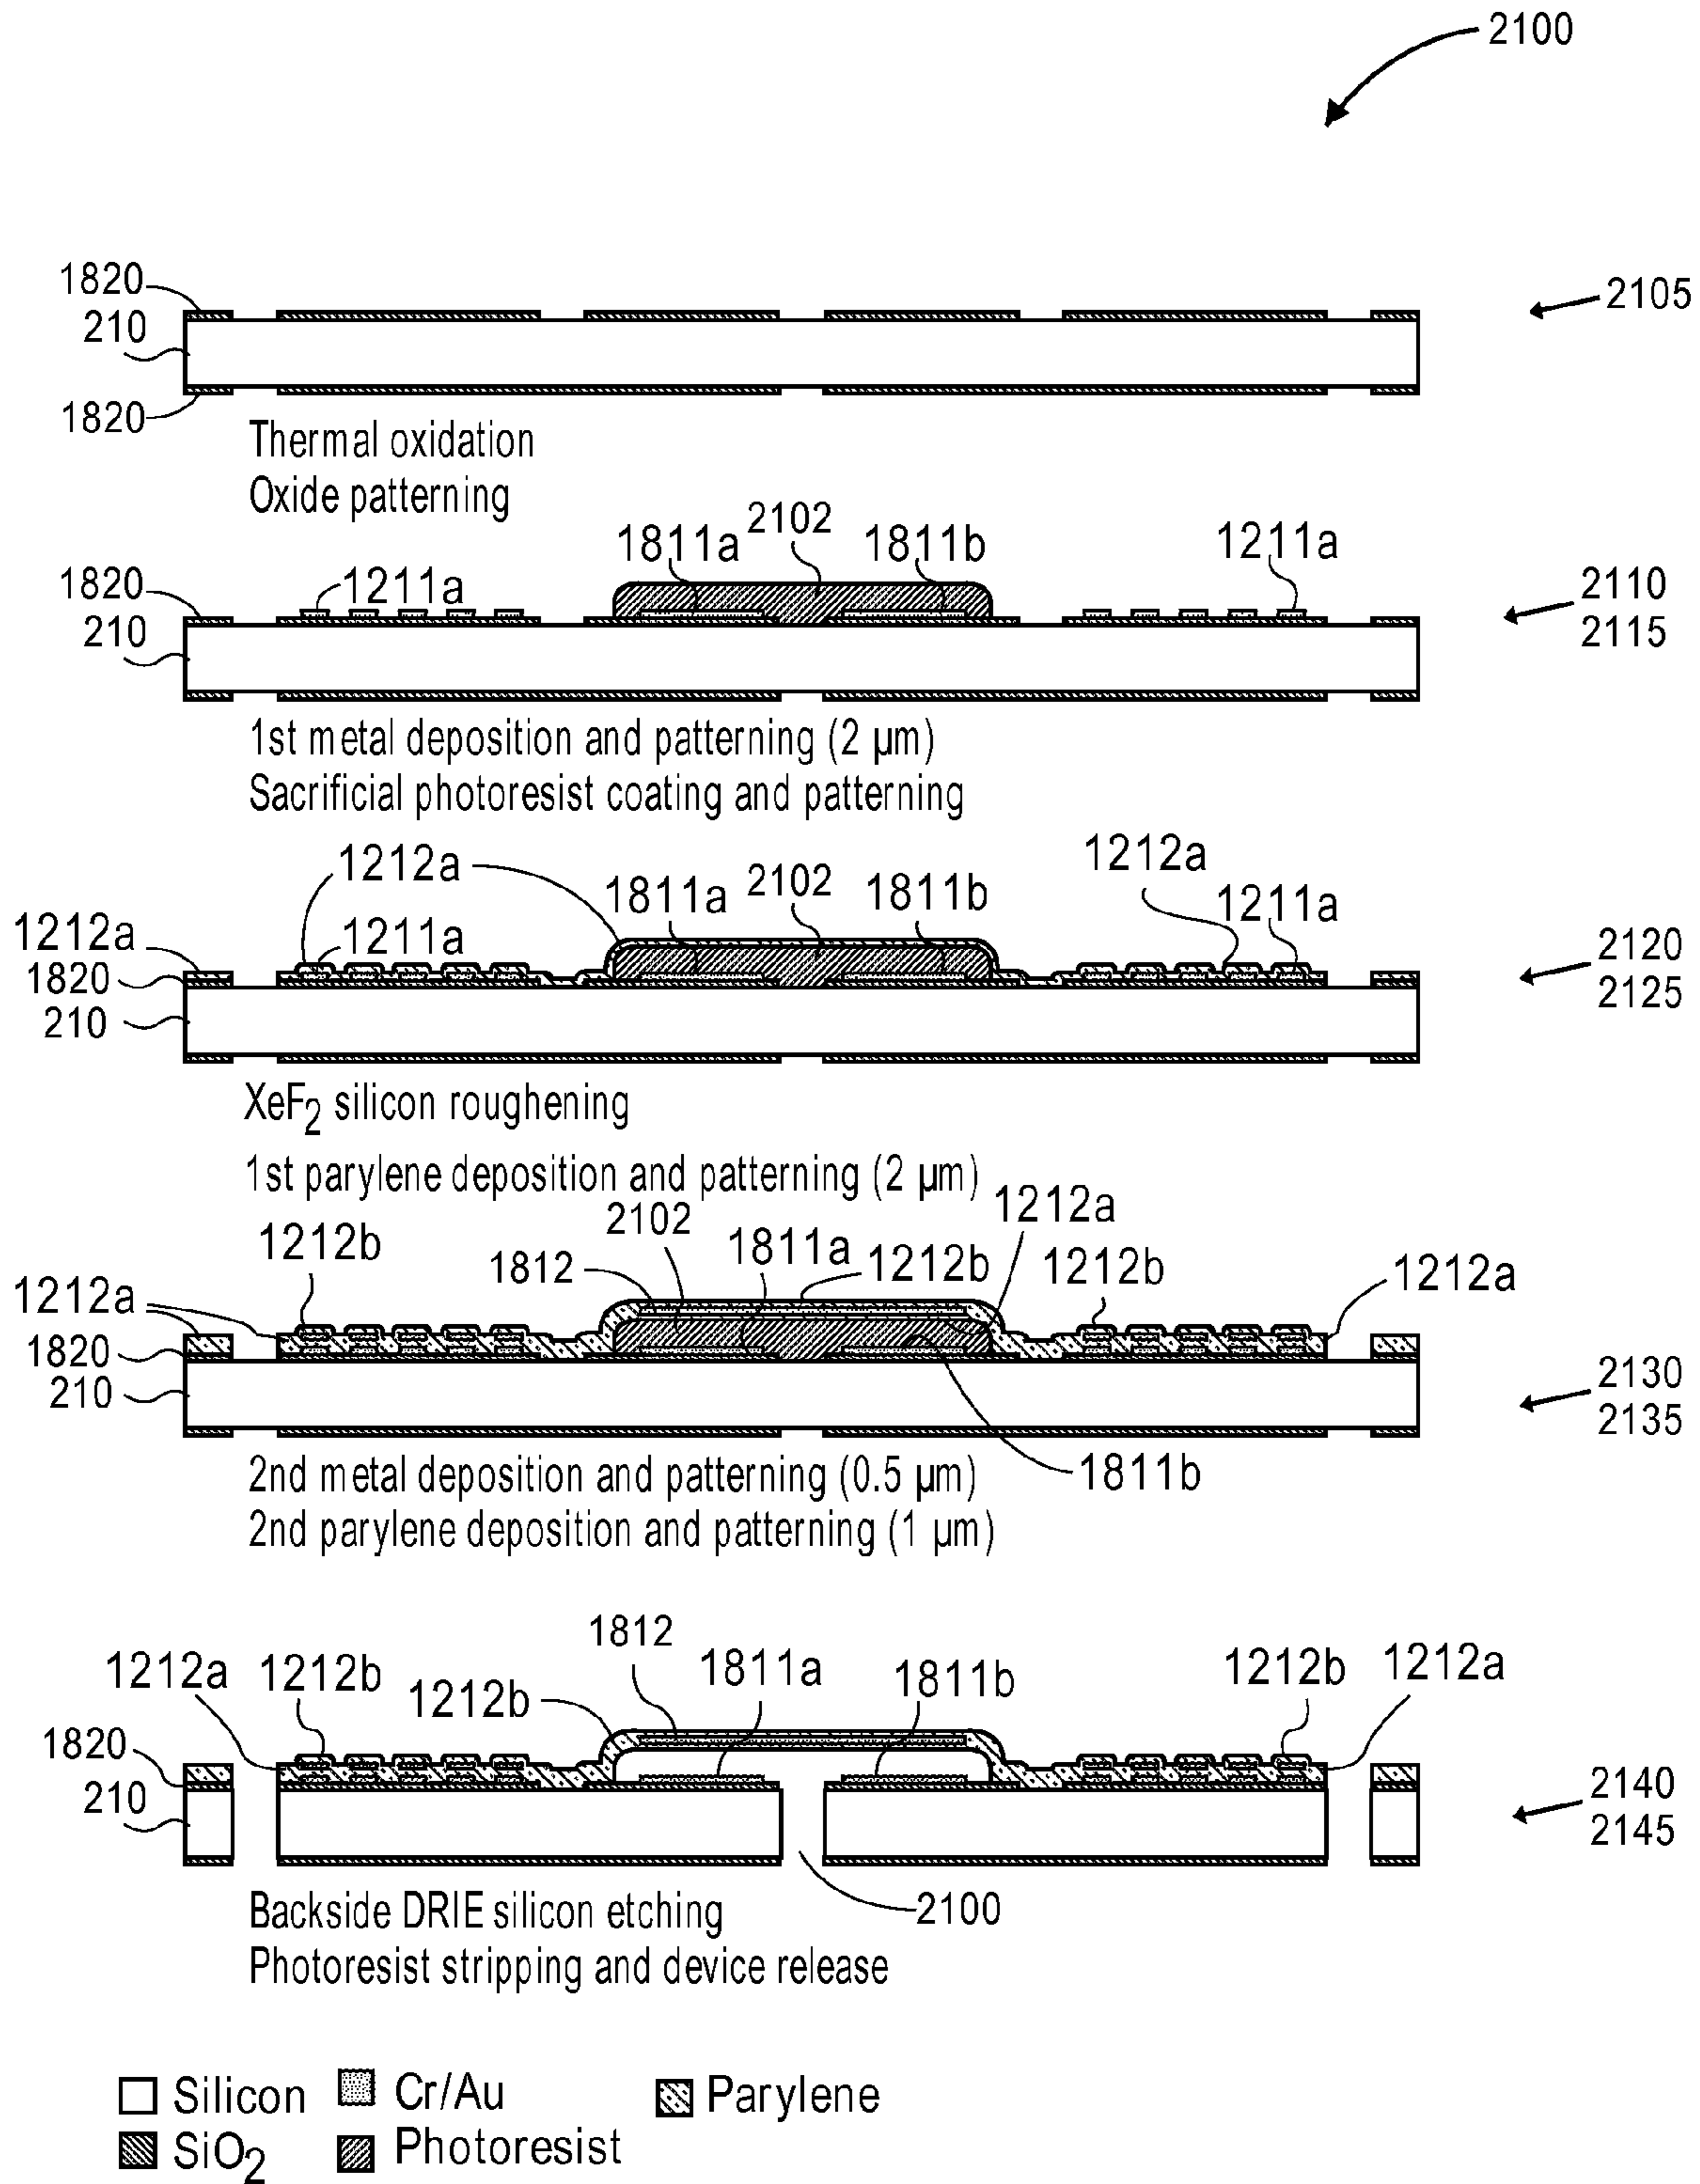 2100
1820
210
1820
2105
Thermal oxidation
Oxide patterning
1811a 2102 1811b 1211a
1820 1211a
210
2110
2115
1st metal deposition and patterning (2 µm)
Sacrificial photoresist coating and patterning
1212a 1811a 2102 1811b 1212a
1212a 1211a 1211a
1820
210
2120
2125
XeF2 silicon roughening
1st parylene deposition and patterning (2 µm)
2102 1212a
1212b 1812 1811a 1212b 1212b 1212a
1212a
1820
210
2130
2135
2nd metal deposition and patterning (0.5 µm)
1811b
2nd parylene deposition and patterning (1 µm)
1812
1212a 1212b 1212b 1811a 1811b 1212b 1212a
1820
210
2140
2145
2100
Backside DRIE silicon etching
Photoresist stripping and device release
Silicon Cr/Au Parylene
SiO2 Photoresist